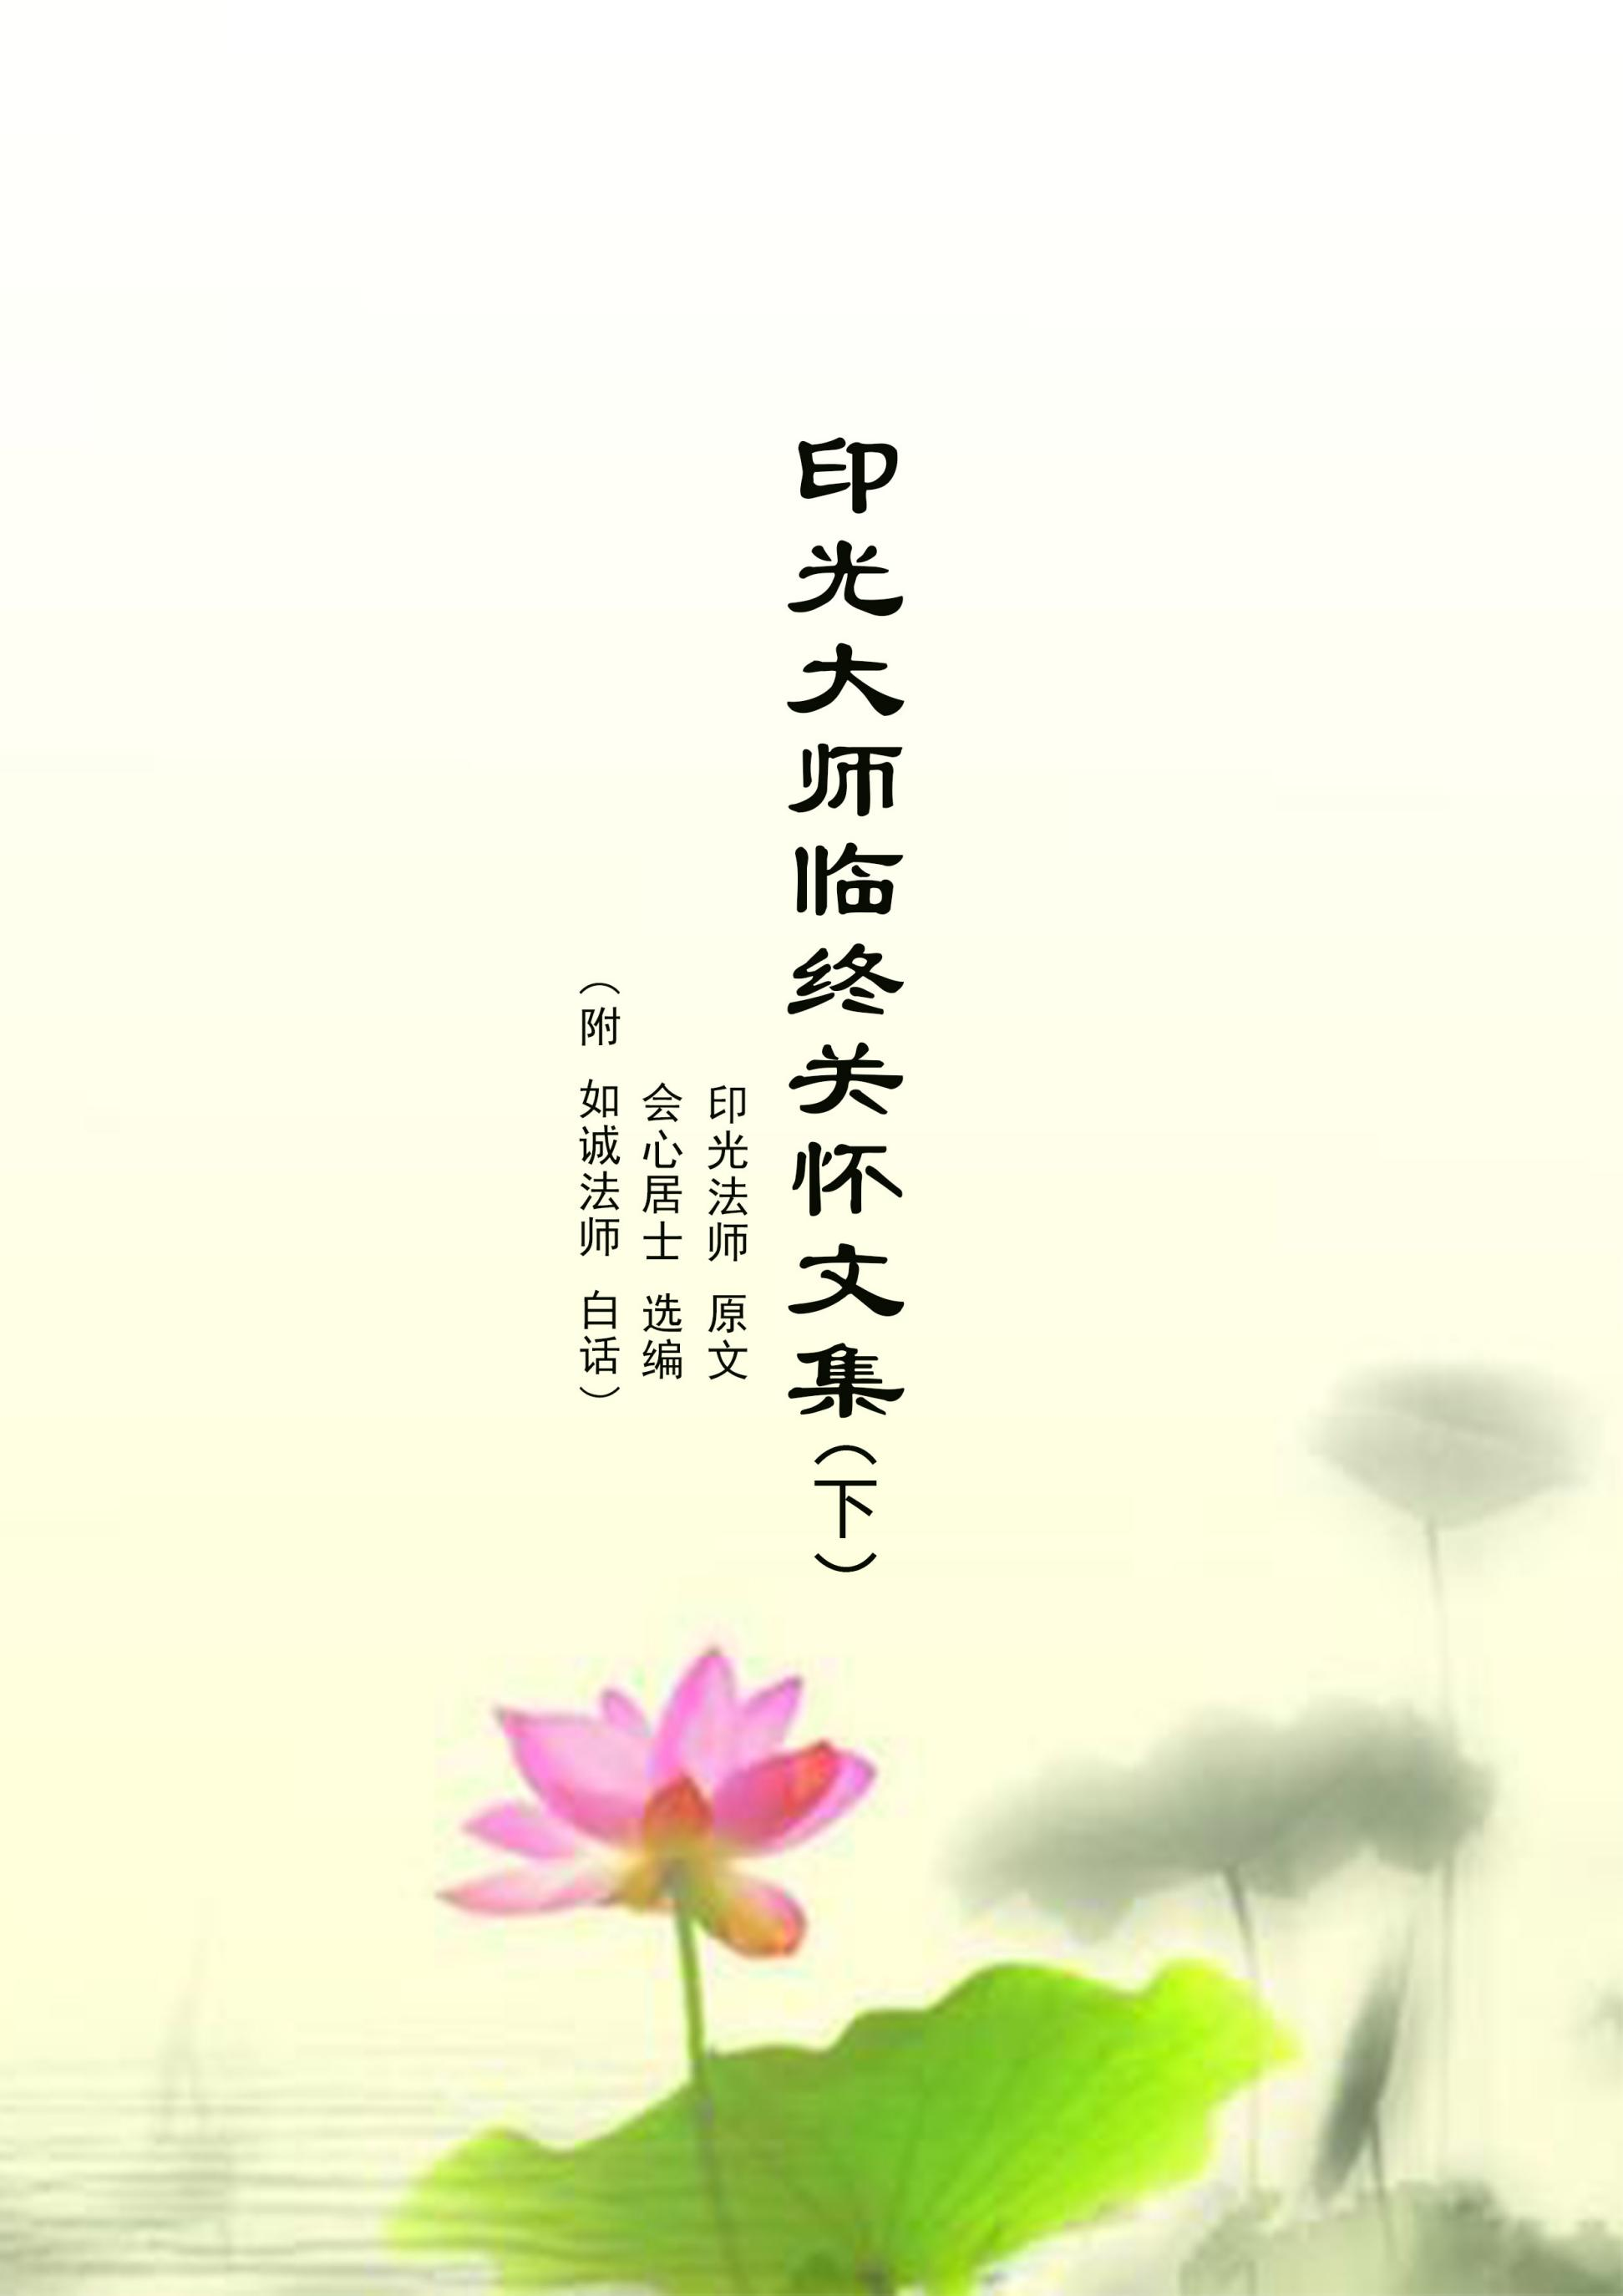 印光大师临终关怀文集（下）
印光法师 原文
会心居士 选编
（附 如诚法师 白话）